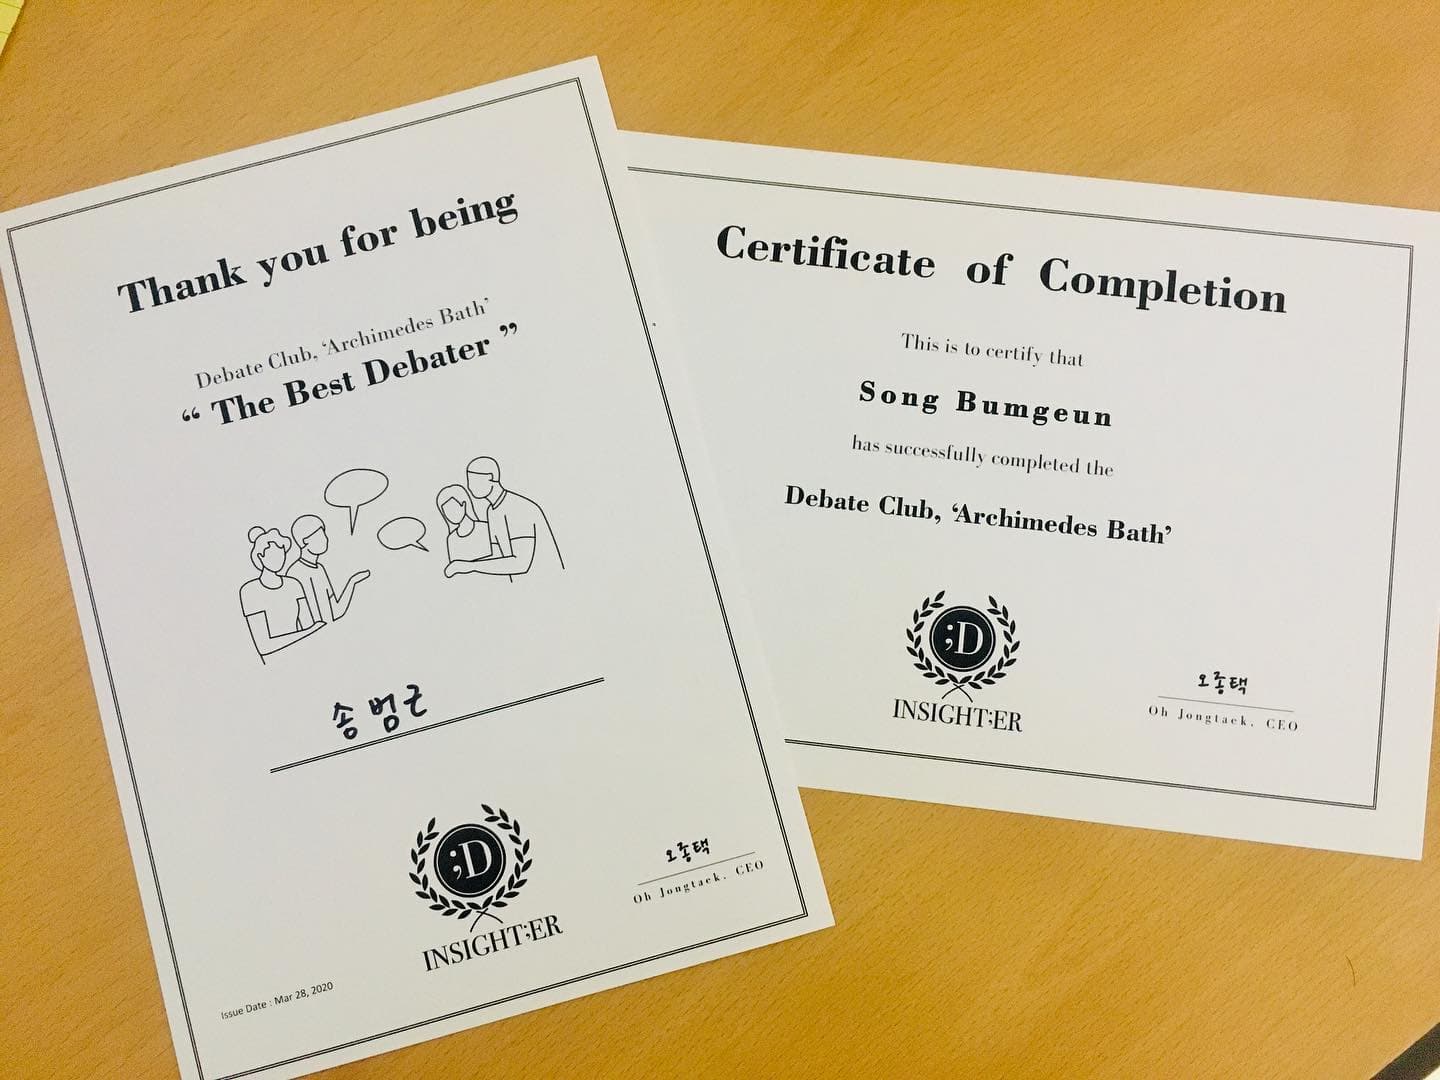 Thank you for being
Debate Club, ‘Archimedes Bath’
“ The Best Debater ”
송범근
;D
INSIGHT;ER
오종택
Oh Jongtaek. CEO
Issue Date : Mar 28, 2020
Certificate of Completion
This is to certify that
Song Bumgeun
has successfully completed the
Debate Club, ‘Archimedes Bath’
;D
INSIGHT;ER
오종택
Oh Jongtaek. CEO